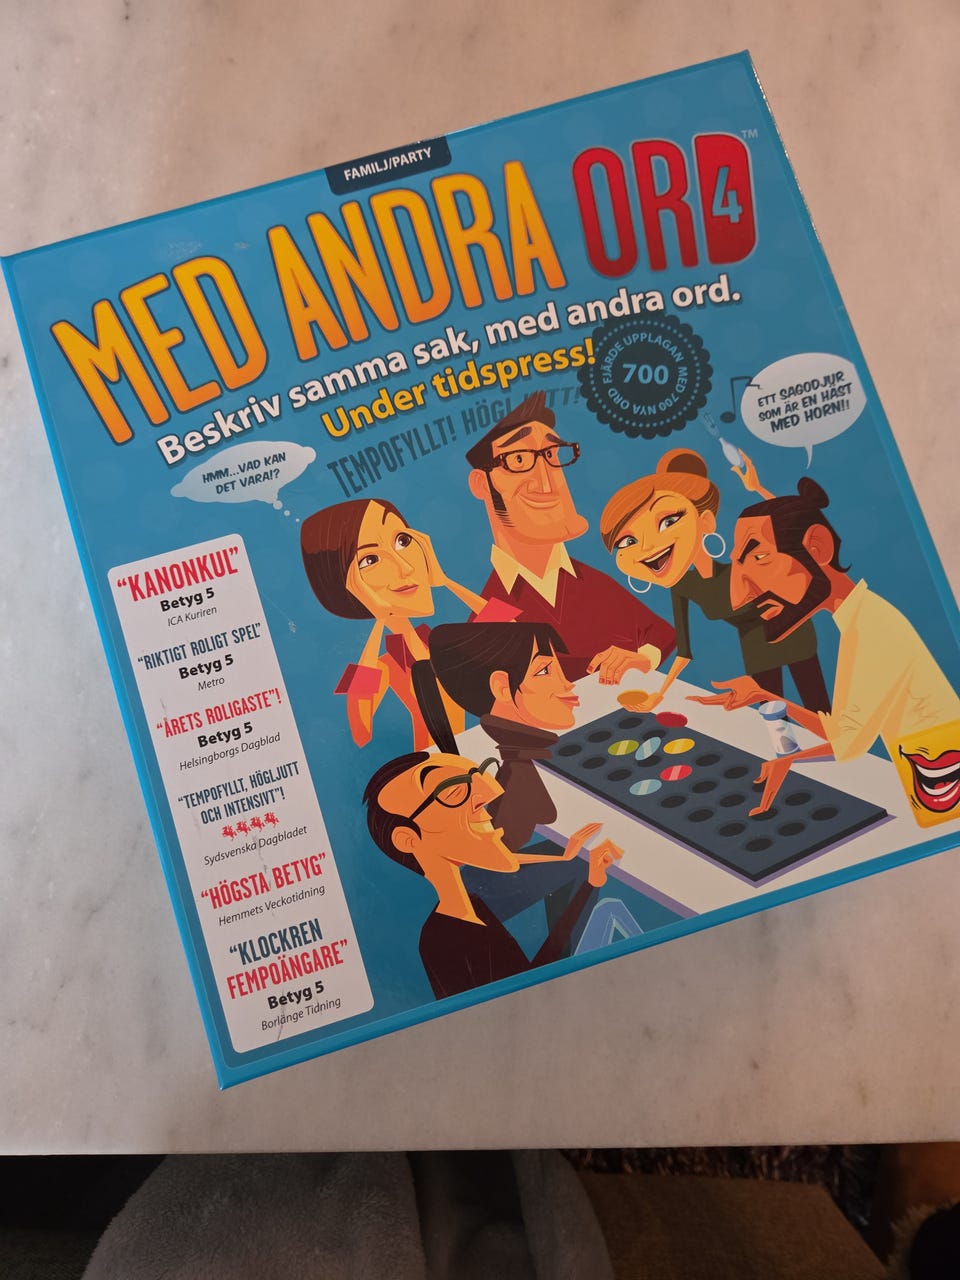 FAMILJ/PARTY
MED ANDRA ORD 4™
Beskriv samma sak, med andra ord.
Under tidspress!
TEMPOFYLLT! HÖGLJUTT!
FJÄRDE UPPLAGAN MED 700 NYA ORD
700
HMM...VAD KAN
DET VARA!?
ETT SAGODJUR
SOM ÄR EN HÄST
MED HORN!!
"KANONKUL"
Betyg 5
ICA Kuriren
"RIKTIGT ROLIGT SPEL"
Betyg 5
Metro
"ÅRETS ROLIGASTE"!
Betyg 5
Helsingborgs Dagblad
"TEMPOFYLLT, HÖGLJUTT
OCH INTENSIVT"!
Sydsvenska Dagbladet
"HÖGSTA BETYG"
Hemmets Veckotidning
"KLOCKREN
FEMPOÄNGARE"
Betyg 5
Borlänge Tidning